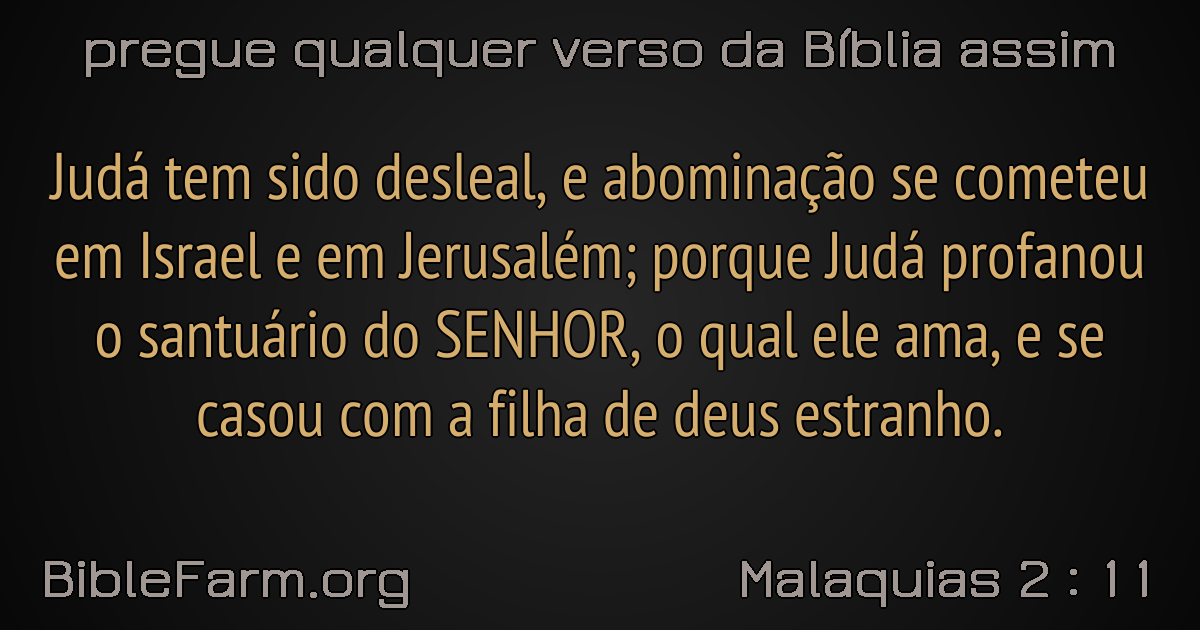 pregue qualquer verso da Bíblia assim
Judá tem sido desleal, e abominação se cometeu
em Israel e em Jerusalém; porque Judá profanou
o santuário do SENHOR, o qual ele ama, e se
casou com a filha de deus estranho.
BibleFarm.org
Malaquias 2 : 11